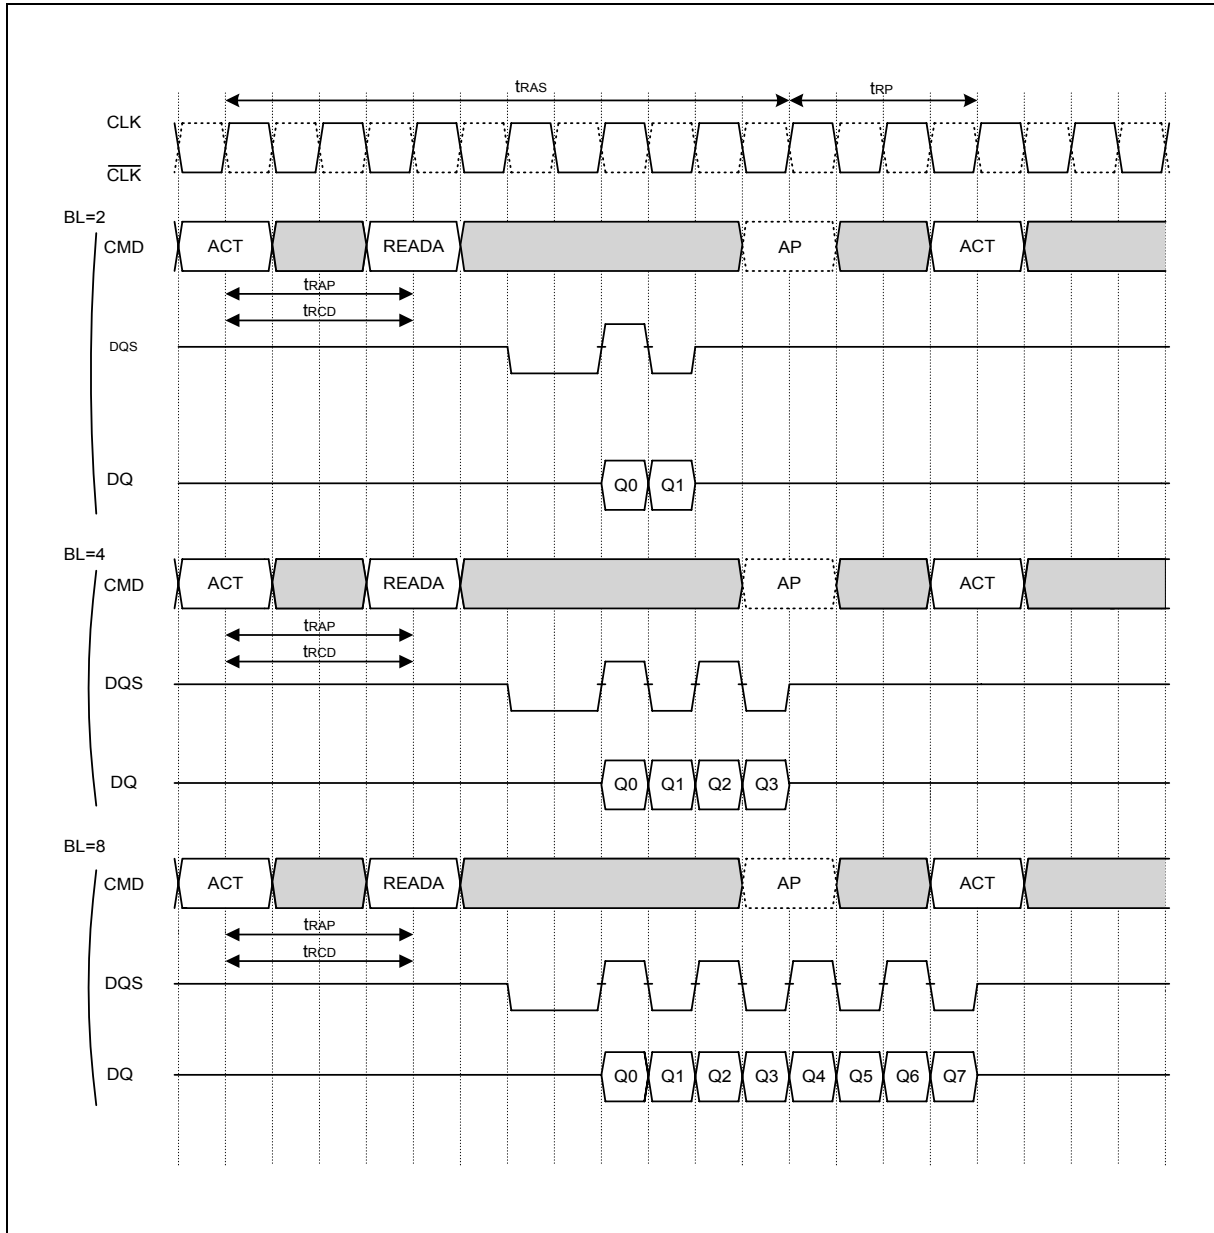 tRAS tRP
CLK
CLK
BL=2
CMD ACT READA AP ACT
tRAP
tRCD
DQS
DQ Q0 Q1
BL=4
CMD ACT READA AP ACT
tRAP
tRCD
DQS
DQ Q0 Q1 Q2 Q3
BL=8
CMD ACT READA AP ACT
tRAP
tRCD
DQS
DQ Q0 Q1 Q2 Q3 Q4 Q5 Q6 Q7